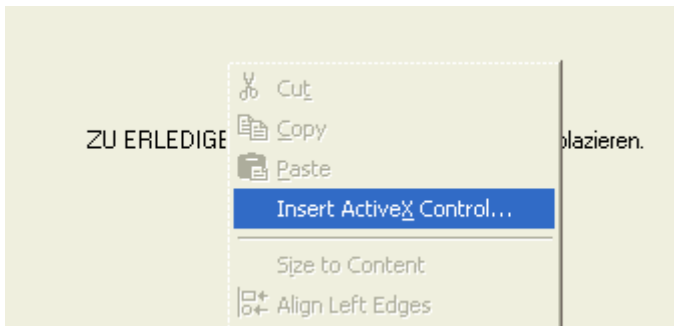 Cut
Copy
ZU ERLEDIGE
plazieren.
Paste
Insert ActiveX Control...
Size to Content
Align Left Edges